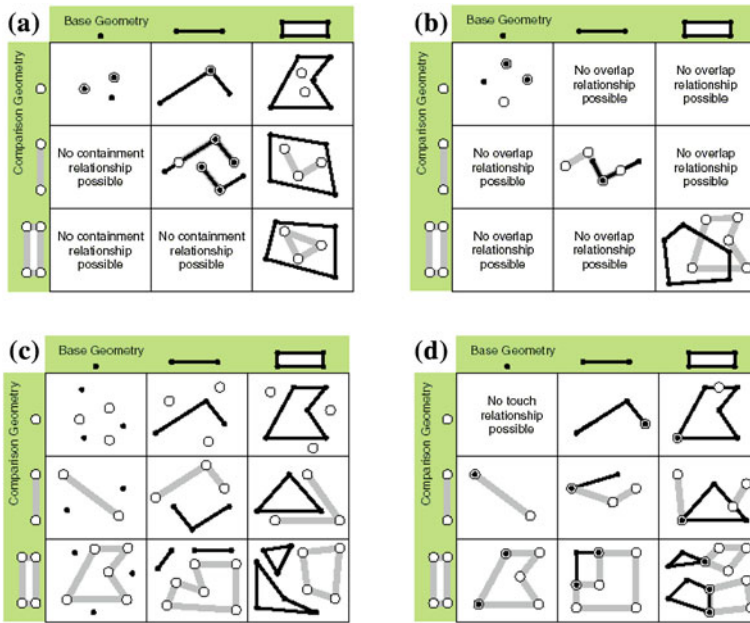 (a)
Base Geometry
Comparison Geometry
No containment
relationship
possible
No containment
relationship
possible
No containment
relationship
possible
(b)
Base Geometry
Comparison Geometry
No overlap
relationship
possible
No overlap
relationship
possible
No overlap
relationship
possible
No overlap
relationship
possible
No overlap
relationship
possible
No overlap
relationship
possible
(c)
Base Geometry
Comparison Geometry
(d)
Base Geometry
Comparison Geometry
No touch
relationship
possible